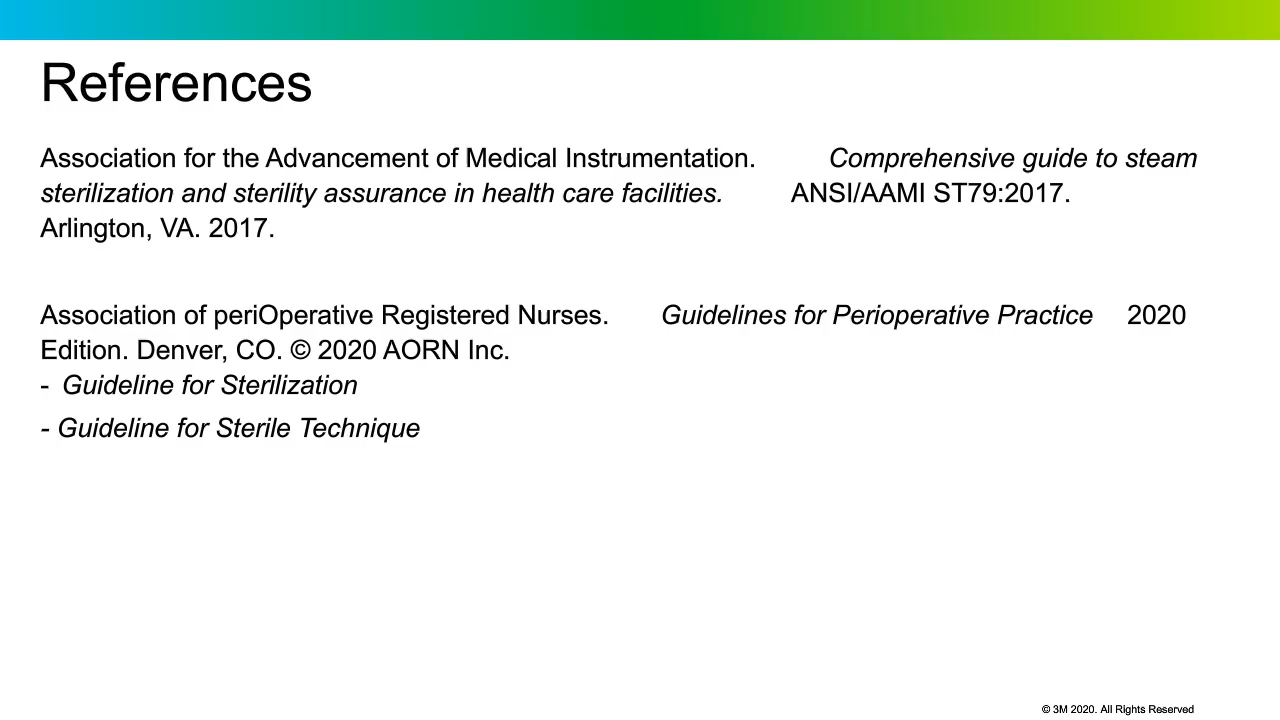 References
Association for the Advancement of Medical Instrumentation. Comprehensive guide to steam
sterilization and sterility assurance in health care facilities. ANSI/AAMI ST79:2017.
Arlington, VA. 2017.
Association of periOperative Registered Nurses. Guidelines for Perioperative Practice 2020
Edition. Denver, CO. © 2020 AORN Inc.
- Guideline for Sterilization
- Guideline for Sterile Technique
© 3M 2020. All Rights Reserved